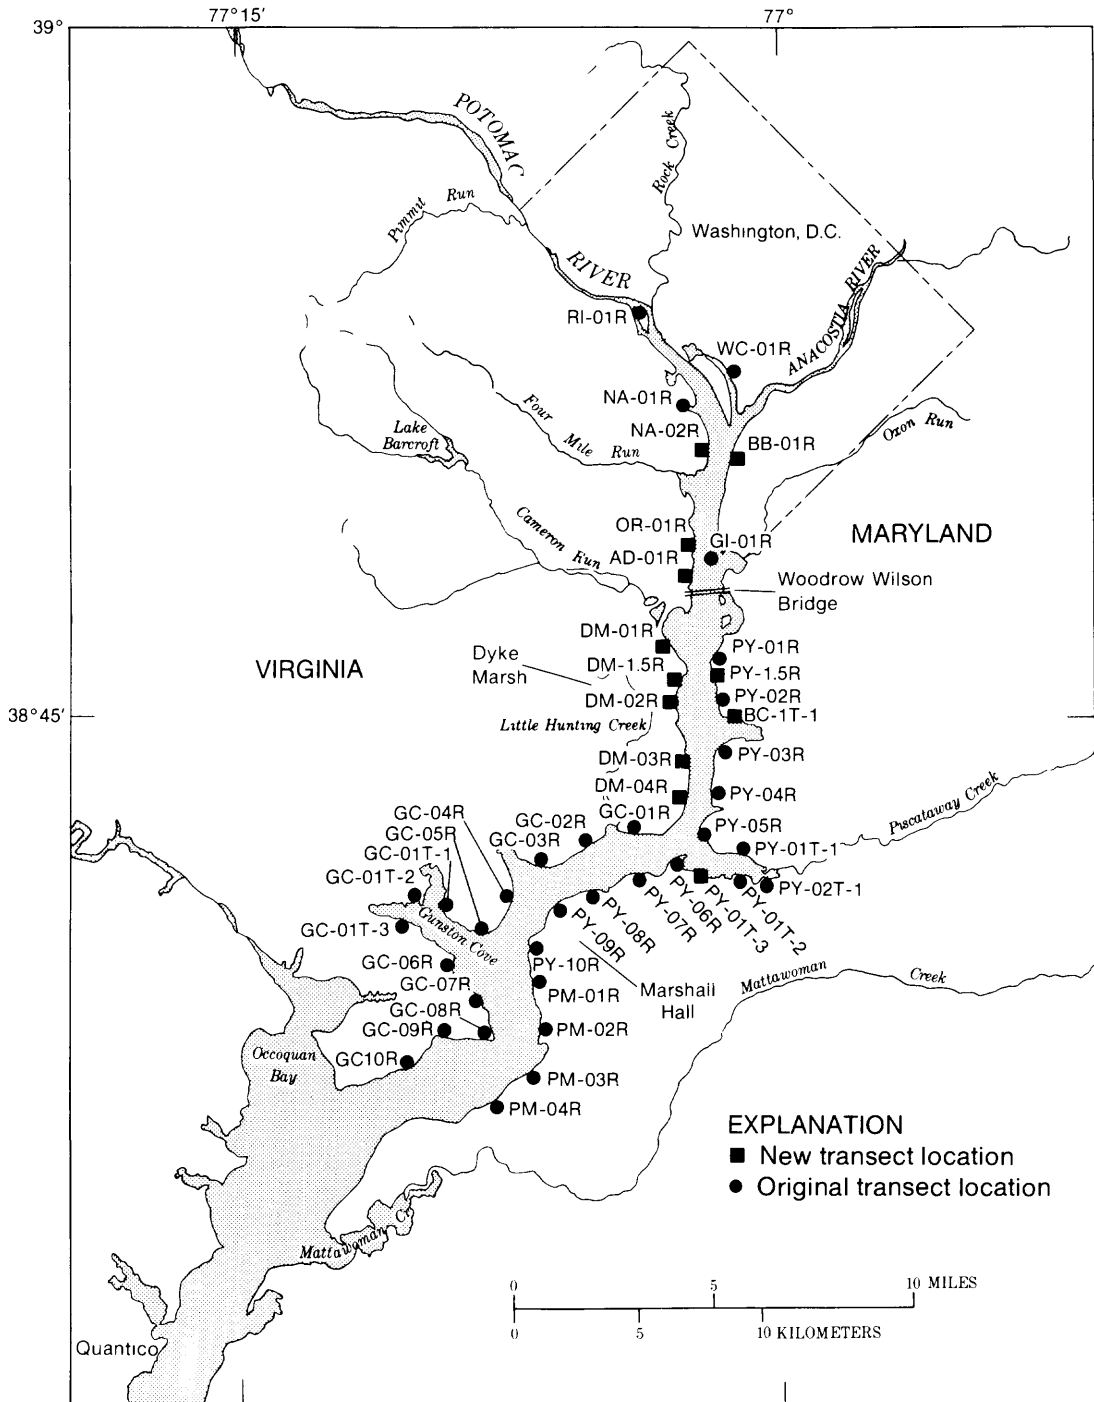 77°15'
77°
39°
POTOMAC
Rock Creek
Pimmit Run
Washington, D.C.
RIVER
ANACOSTIA RIVER
RI-01R
WC-01R
NA-01R
Four
Mile Run
NA-02R
BB-01R
Oxon Run
Lake
Barcroft
Cameron Run
OR-01R
GI-01R
MARYLAND
AD-01R
Woodrow Wilson
Bridge
DM-01R
VIRGINIA
Dyke
Marsh
DM-1.5R
PY-01R
PY-1.5R
DM-02R
PY-02R
38°45'
BC-1T-1
Little Hunting Creek
DM-03R
PY-03R
DM-04R
PY-04R
Piscataway Creek
GC-04R
GC-02R
GC-01R
GC-05R
GC-03R
PY-05R
GC-01T-1
PY-01T-1
GC-01T-2
PY-02T-1
GC-01T-3
Gunston Cove
PY-09R
PY-08R
PY-07R
PY-06R
PY-01T-3
PY-01T-2
GC-06R
PY-10R
GC-07R
PM-01R
Marshall
Hall
Mattawoman Creek
GC-08R
GC-09R
PM-02R
Occoquan
Bay
GC10R
PM-03R
PM-04R
EXPLANATION
New transect location
Original transect location
Mattawoman Cr
0 5 10 MILES
0 5 10 KILOMETERS
Quantico